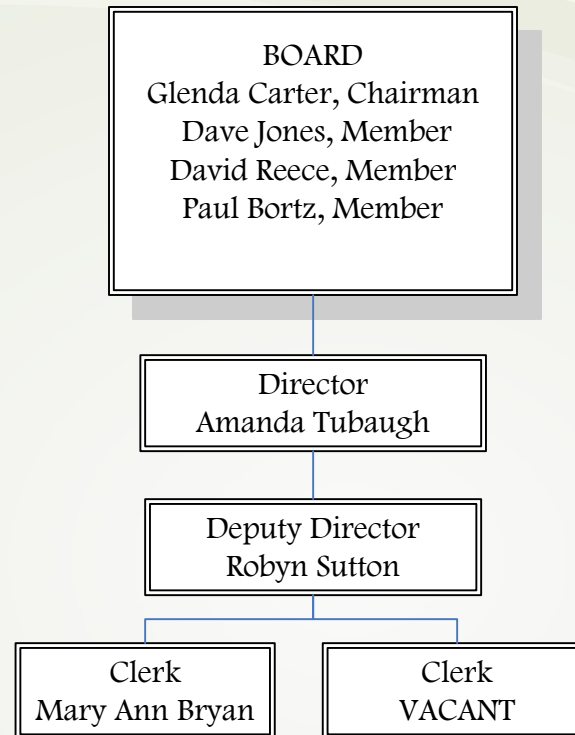 BOARD
Glenda Carter, Chairman
Dave Jones, Member
David Reece, Member
Paul Bortz, Member
Director
Amanda Tubaugh
Deputy Director
Robyn Sutton
Clerk
Mary Ann Bryan
Clerk
VACANT